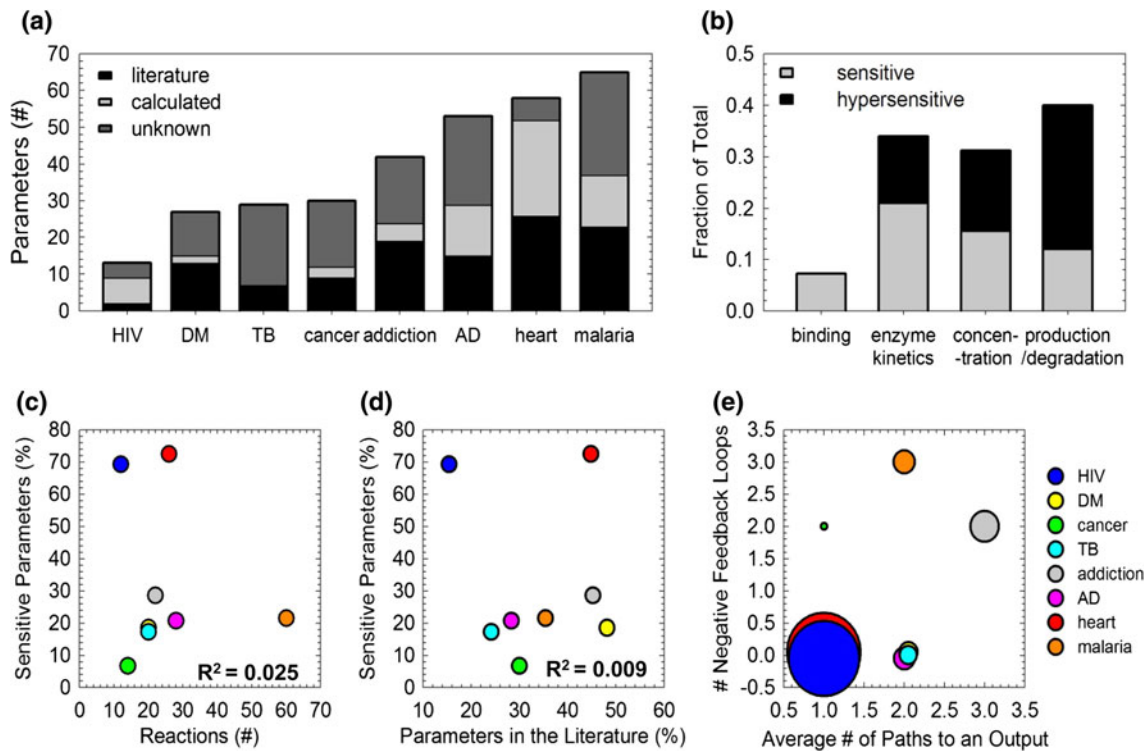 (a)
70
60
50
40
30
20
10
0
Parameters (#)
literature
calculated
unknown
HIV DM TB cancer addiction AD heart malaria
(b)
0.5
0.4
0.3
0.2
0.1
0.0
Fraction of Total
sensitive
hypersensitive
binding enzyme concen- production
kinetics -tration /degradation
(c)
80
70
60
50
40
30
20
10
0
Sensitive Parameters (%)
R² = 0.025
0 10 20 30 40 50 60 70
Reactions (#)
(d)
80
70
60
50
40
30
20
10
0
Sensitive Parameters (%)
R² = 0.009
10 20 30 40 50 60
Parameters in the Literature (%)
(e)
3.5
3.0
2.5
2.0
1.5
1.0
0.5
0.0
-0.5
# Negative Feedback Loops
0.5 1.0 1.5 2.0 2.5 3.0 3.5
Average # of Paths to an Output
HIV
DM
cancer
TB
addiction
AD
heart
malaria